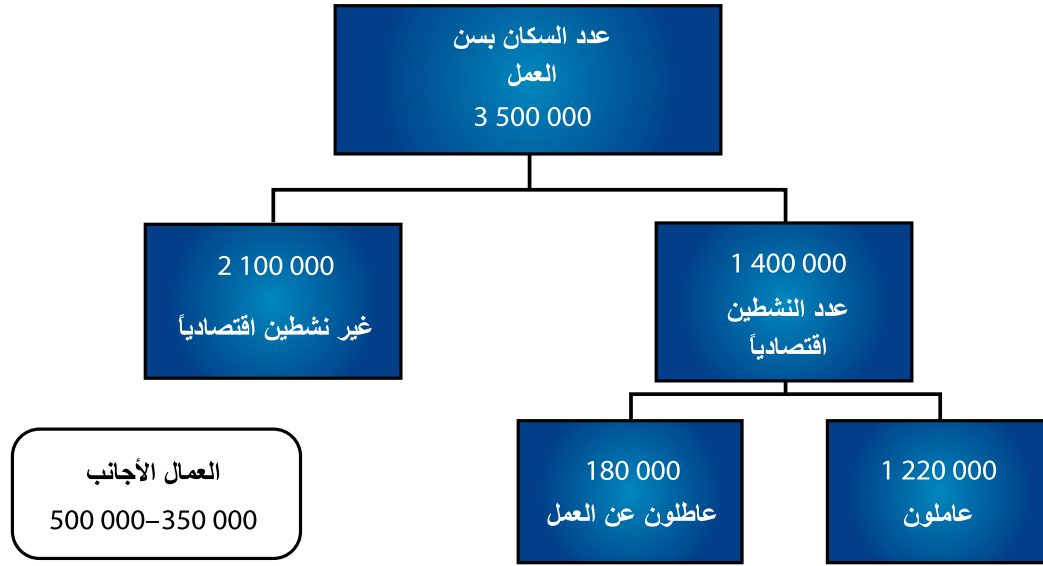 عدد السكان بسن
العمل
3 500 000
1 400 000
عدد النشطين
اقتصادياً
2 100 000
غير نشطين اقتصادياً
1 220 000
عاملون
180 000
عاطلون عن العمل
العمال الأجانب
500 000–350 000